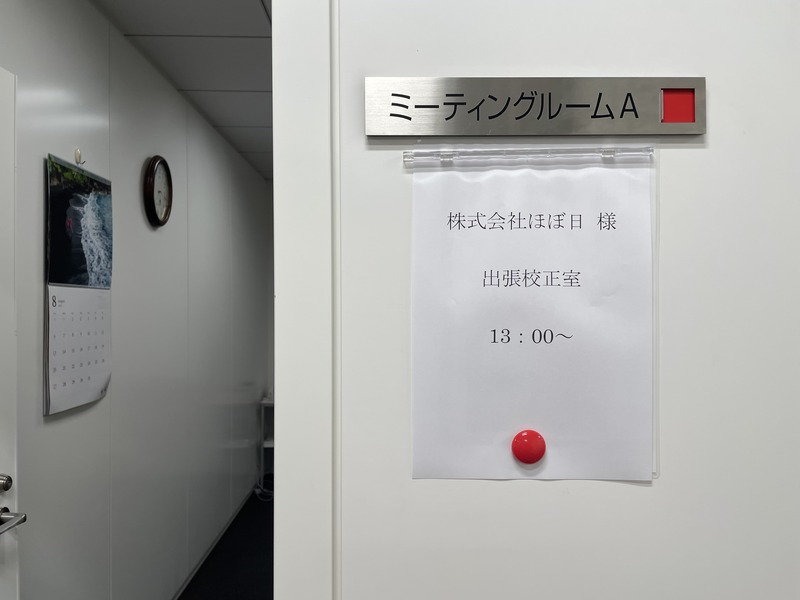 ミーティングルームA
株式会社ほぼ日 様
出張校正室
13：00～
8